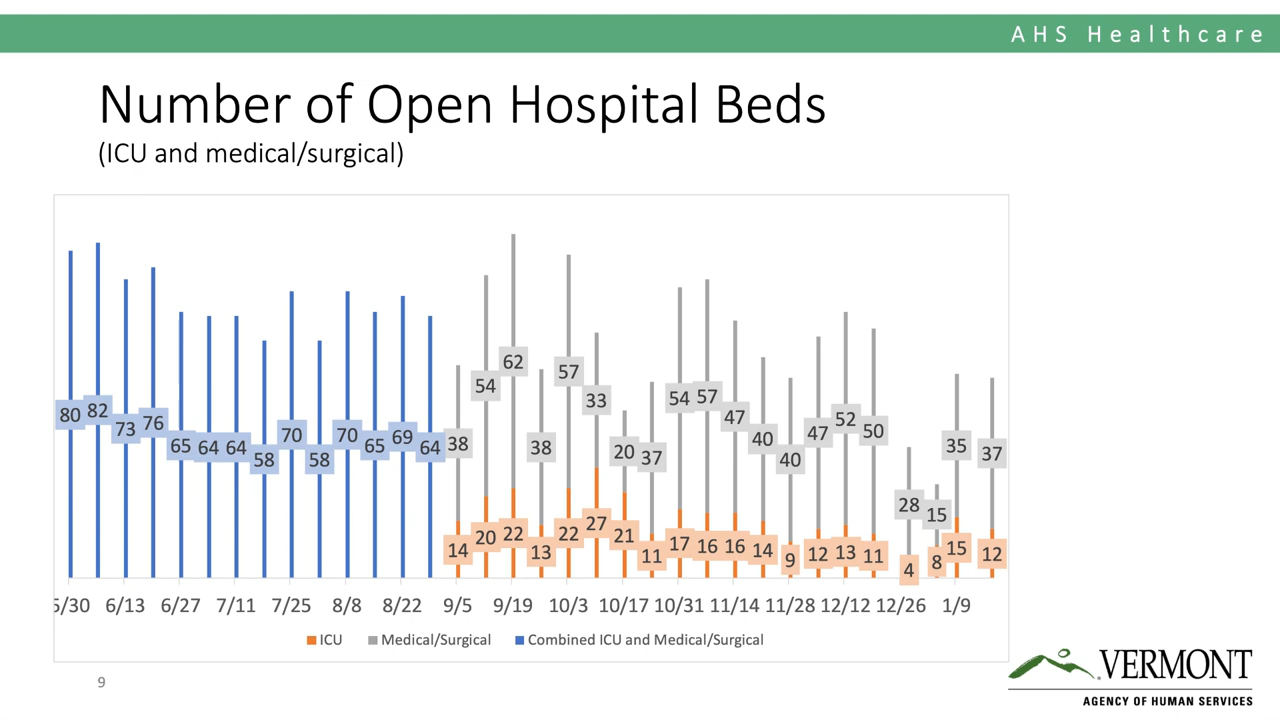 AHS Healthcare
Number of Open Hospital Beds
(ICU and medical/surgical)
80 82 73 76 65 64 64 58 70 58 70 65 69 64 38 54 62 38 57 33 20 37 54 57 47 40 40 47 52 50 28 15 35 37
14 20 22 13 22 27 21 11 17 16 16 14 9 12 13 11 4 8 15 12
5/30 6/13 6/27 7/11 7/25 8/8 8/22 9/5 9/19 10/3 10/17 10/31 11/14 11/28 12/12 12/26 1/9
ICU Medical/Surgical Combined ICU and Medical/Surgical
9
VERMONT
AGENCY OF HUMAN SERVICES